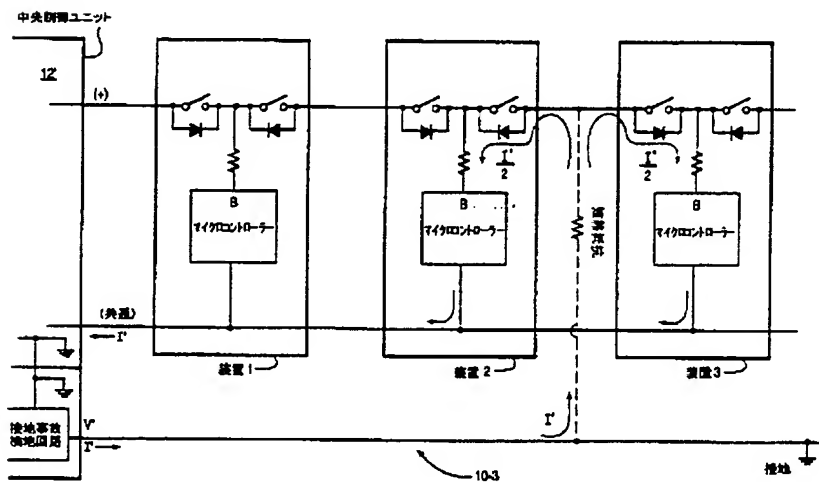 中央制御ユニット
12'
(+)
I'
2
I'
2
B
マイクロコントローラー
B
マイクロコントローラー
B
マイクロコントローラー
抵抗
(共通)
I'
装置1
装置2
装置3
接地事故
検地回路
V'
I'
I'
10-3
接地